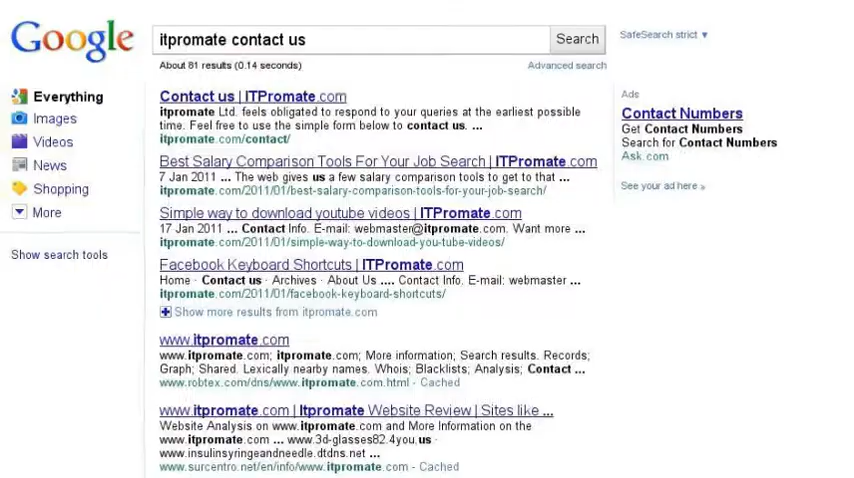 Google
itpromate contact us
Search
SafeSearch strict ▼
About 81 results (0.14 seconds)
Advanced search
Everything
Images
Videos
News
Shopping
More
Show search tools
Contact us | ITPromate.com
itpromate Ltd. feels obligated to respond to your queries at the earliest possible
time. Feel free to use the simple form below to contact us. ...
itpromate.com/contact/
Best Salary Comparison Tools For Your Job Search | ITPromate.com
7 Jan 2011 ... The web gives us a few salary comparison tools to get to that ...
itpromate.com/2011/01/best-salary-comparison-tools-for-your-job-search/
Simple way to download youtube videos | ITPromate.com
17 Jan 2011 ... Contact Info. E-mail: webmaster@itpromate.com. Want more ...
itpromate.com/2011/01/simple-way-to-download-you-tube-videos/
Facebook Keyboard Shortcuts | ITPromate.com
Home · Contact us · Archives · About Us .... Contact Info. E-mail: webmaster ...
itpromate.com/2011/01/facebook-keyboard-shortcuts/
Show more results from itpromate.com
www.itpromate.com
www.itpromate.com; itpromate.com; More information; Search results. Records;
Graph; Shared. Lexically nearby names. Whois; Blacklists; Analysis; Contact ...
www.robtex.com/dns/www.itpromate.com.html - Cached
www.itpromate.com | Itpromate Website Review | Sites like ...
Website Analysis on www.itpromate.com and More Information on the
www.itpromate.com ... www.3d-glasses82.4you.us ·
www.insulinsyringeandneedle.dtdns.net ...
www.surcentro.net/en/info/www.itpromate.com - Cached
Ads
Contact Numbers
Get Contact Numbers
Search for Contact Numbers
Ask.com
See your ad here »